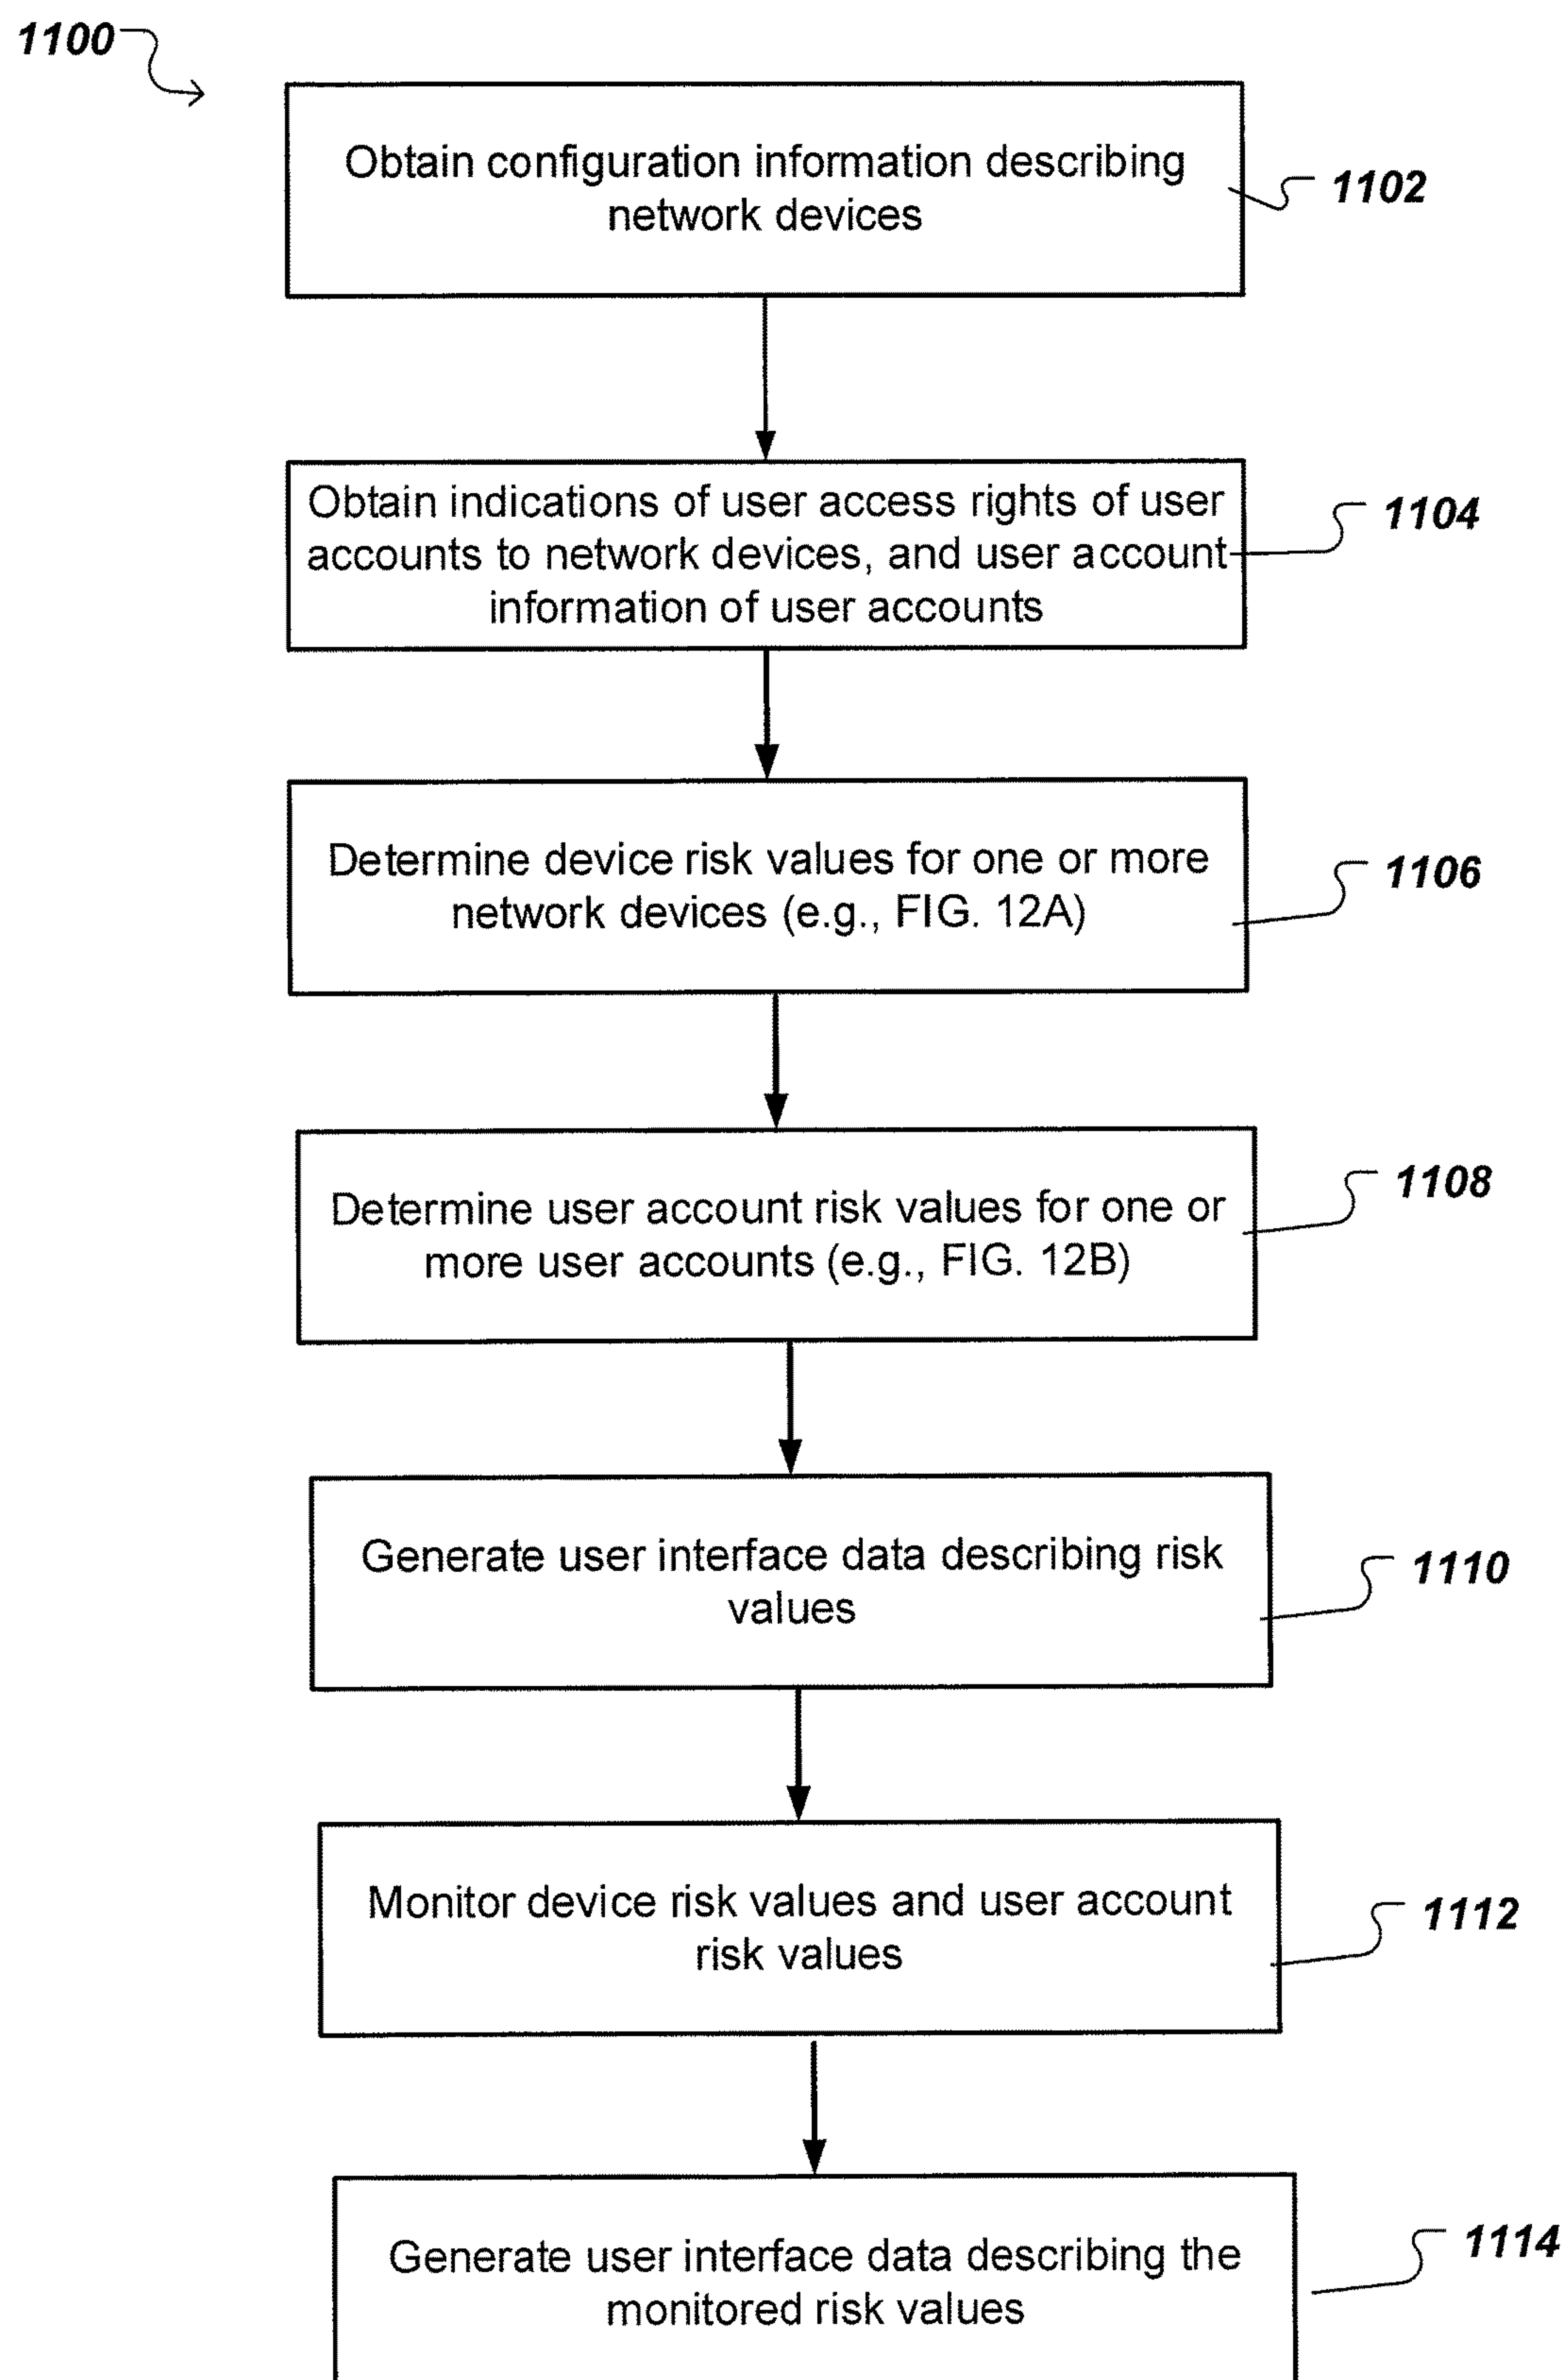 1100
Obtain configuration information describing
network devices
1102
Obtain indications of user access rights of user
accounts to network devices, and user account
information of user accounts
1104
Determine device risk values for one or more
network devices (e.g., FIG. 12A)
1106
Determine user account risk values for one or
more user accounts (e.g., FIG. 12B)
1108
Generate user interface data describing risk
values
1110
Monitor device risk values and user account
risk values
1112
Generate user interface data describing the
monitored risk values
1114